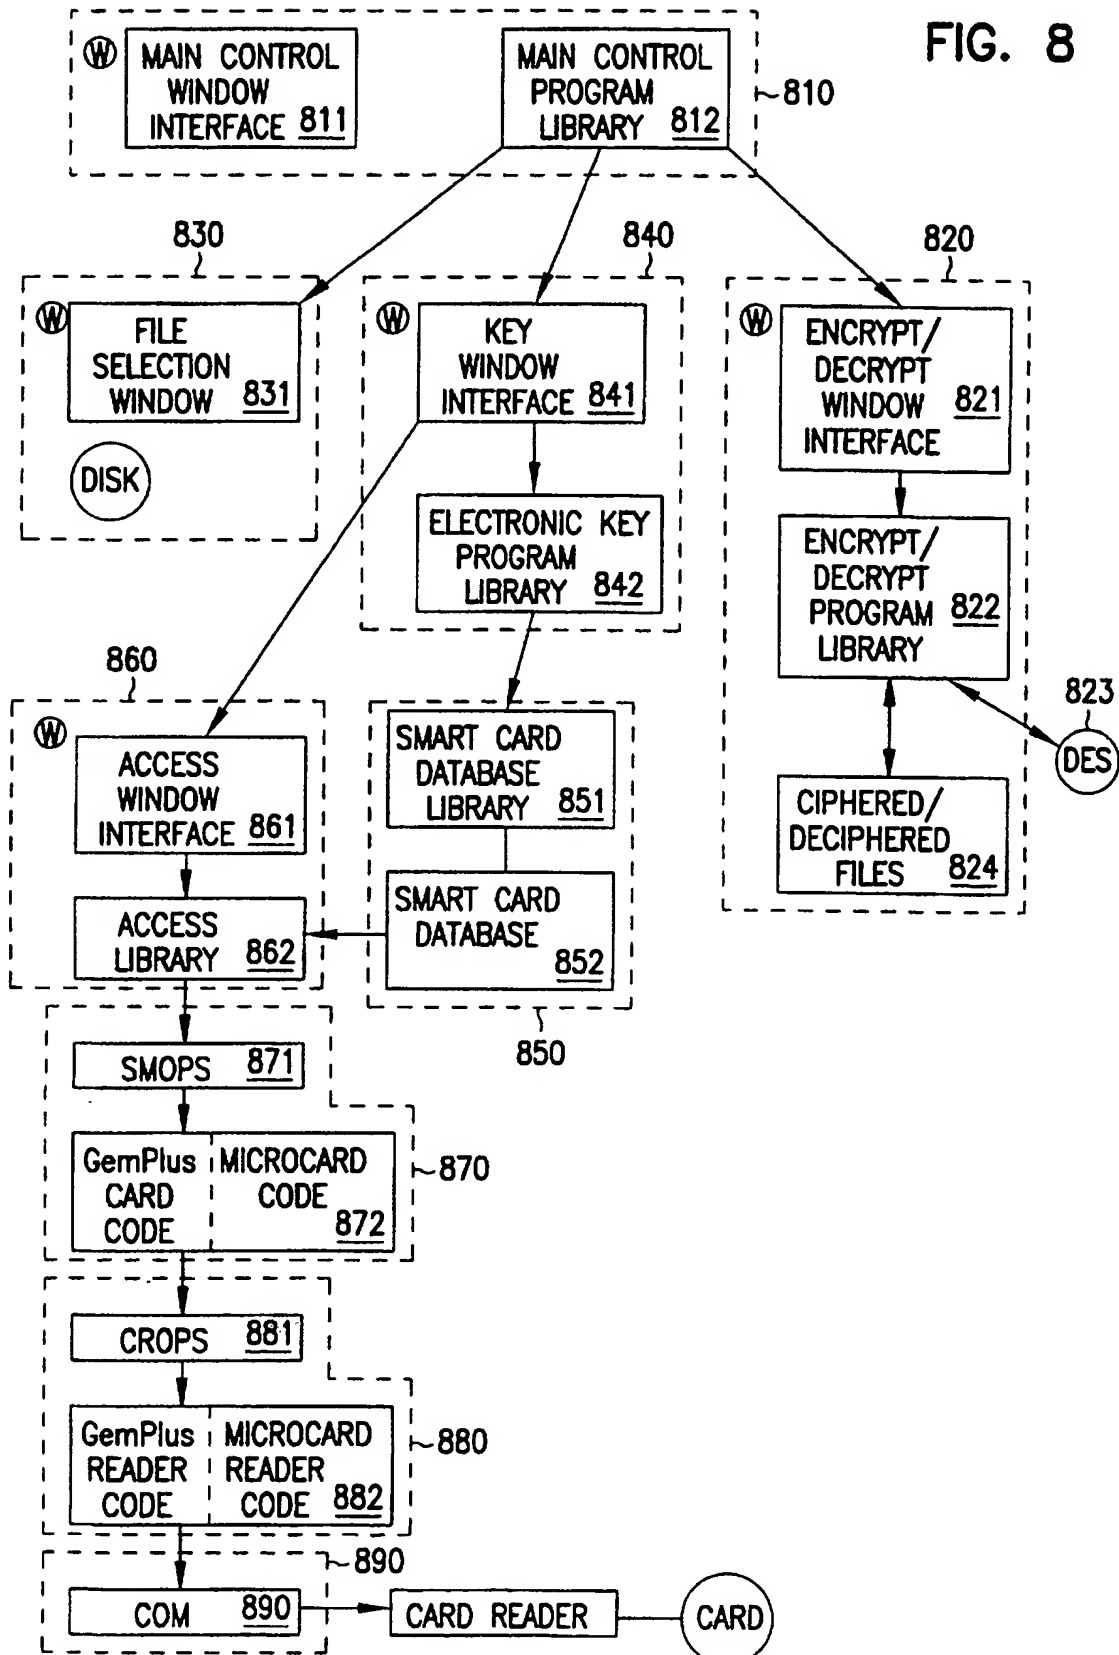 FIG. 8
W
MAIN CONTROL
WINDOW
INTERFACE 811
MAIN CONTROL
PROGRAM
LIBRARY 812
810
830
W
FILE
SELECTION
WINDOW 831
DISK
840
W
KEY
WINDOW
INTERFACE 841
ELECTRONIC KEY
PROGRAM
LIBRARY 842
820
W
ENCRYPT/
DECRYPT
WINDOW
INTERFACE
821
ENCRYPT/
DECRYPT
PROGRAM
LIBRARY
822
823
DES
CIPHERED/
DECIPHERED
FILES 824
860
W
ACCESS
WINDOW
INTERFACE 861
ACCESS
LIBRARY 862
SMART CARD
DATABASE
LIBRARY 851
SMART CARD
DATABASE
852
850
SMOPS 871
GemPlus
CARD
CODE
MICROCARD
CODE
872
870
CROPS 881
GemPlus
READER
CODE
MICROCARD
READER
CODE 882
880
890
COM 890
CARD READER
CARD